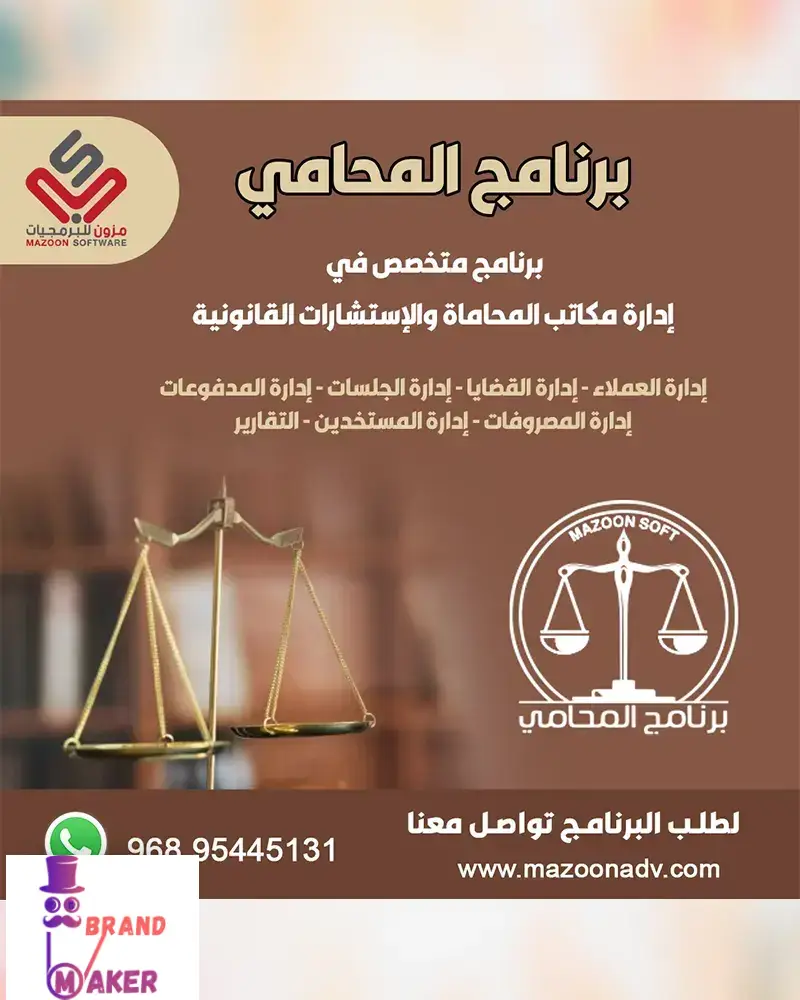 برنامج المحامي
مزون للبرمجيات
MAZOON SOFTWARE
برنامج متخصص في
إدارة مكاتب المحاماة والإستشارات القانونية
إدارة العملاء - إدارة القضايا - إدارة الجلسات - إدارة المدفوعات
إدارة المصروفات - إدارة المستخدين - التقارير
MAZOON SOFT
برنامج المحامي
لطلب البرنامج تواصل معنا
968 95445131
www.mazoonadv.com
BRAND
MAKER